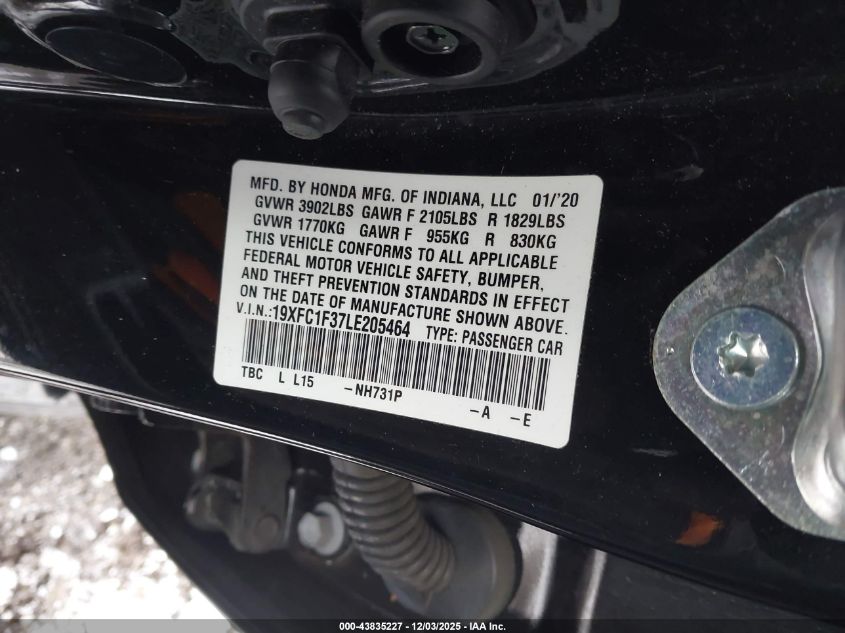 MFD. BY HONDA MFG. OF INDIANA, LLC 01/'20
GVWR 3902LBS GAWR F 2105LBS R 1829LBS
GVWR 1770KG GAWR F 955KG R 830KG
THIS VEHICLE CONFORMS TO ALL APPLICABLE
FEDERAL MOTOR VEHICLE SAFETY, BUMPER,
AND THEFT PREVENTION STANDARDS IN EFFECT
ON THE DATE OF MANUFACTURE SHOWN ABOVE.
V.I.N.:19XFC1F37LE205464 TYPE: PASSENGER CAR
TBC L L15 -NH731P -A -E
000-43835227 - 12/03/2025 - IAA Inc.